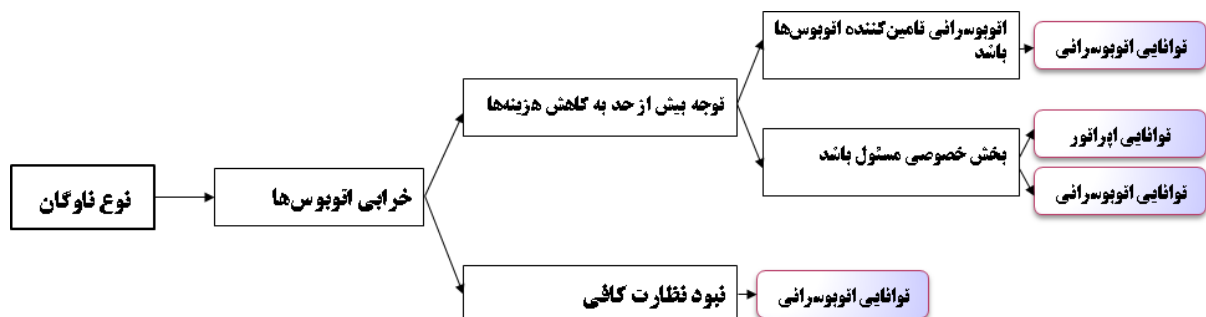 نوع ناوگان
خرابی اتوبوس‌ها
توجه بیش از حد به کاهش هزینه‌ها
اتوبوسرانی تامین‌کننده اتوبوس‌ها
باشد
توانایی اتوبوسرانی
بخش خصوصی مسئول باشد
توانایی اپراتور
توانایی اتوبوسرانی
نبود نظارت کافی
توانایی اتوبوسرانی